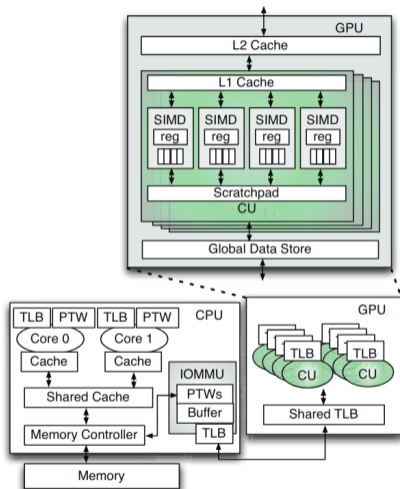 GPU
L2 Cache
L1 Cache
SIMD SIMD SIMD SIMD
reg reg reg reg
Scratchpad
CU
Global Data Store
TLB PTW TLB PTW CPU
Core 0 Core 1
Cache Cache
Shared Cache
Memory Controller
Memory
IOMMU
PTWs
Buffer
TLB
GPU
TLB TLB
CU CU
Shared TLB